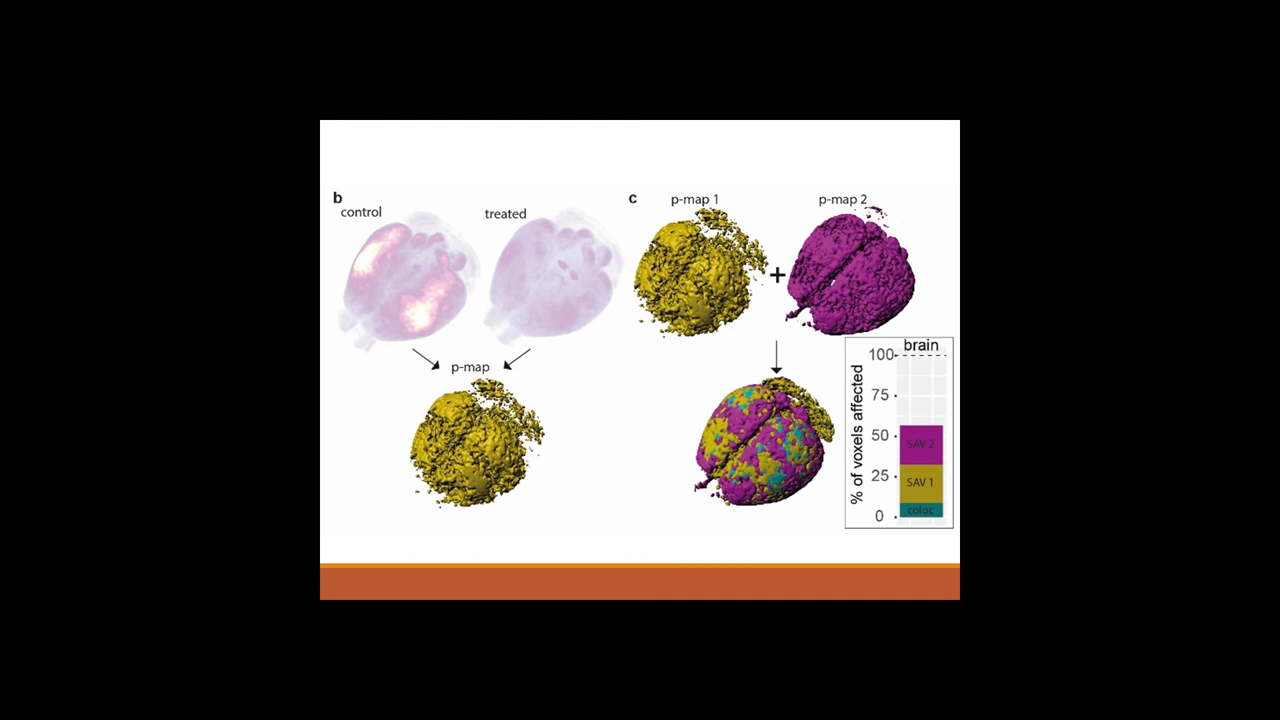 b
control
treated
p-map
c
p-map 1
p-map 2
+
brain
% of voxels affected
100
75
50
25
0
SAV 2
SAV 1
coloc